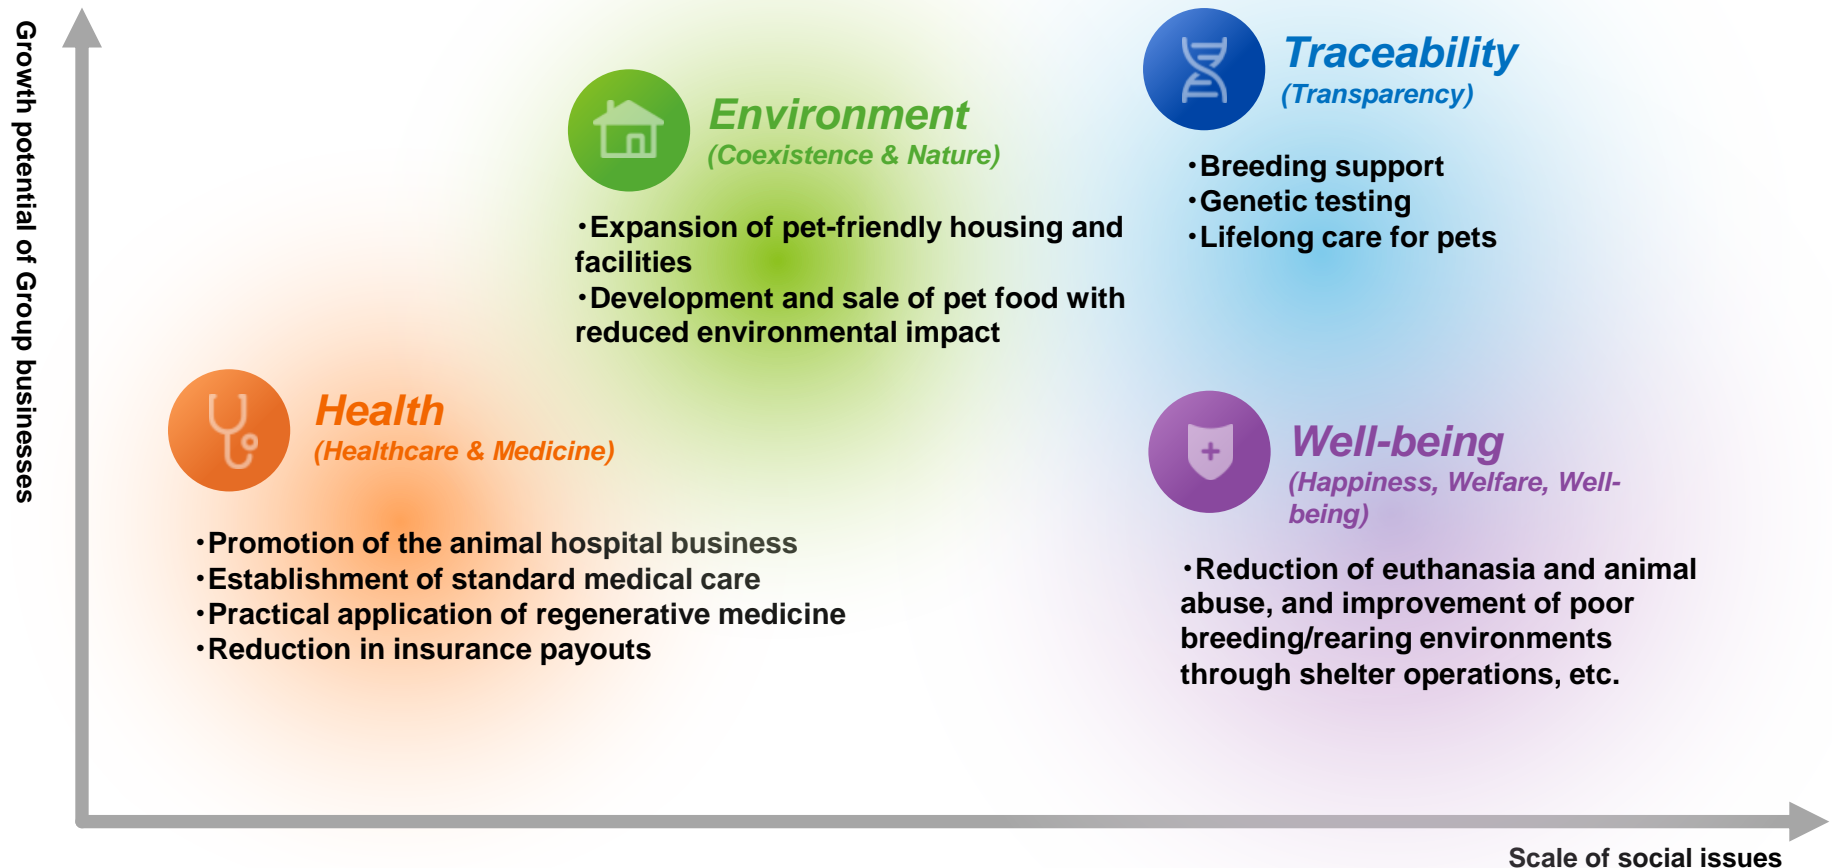 Growth potential of Group businesses
Traceability
(Transparency)
・Breeding support
・Genetic testing
・Lifelong care for pets
Environment
(Coexistence & Nature)
・Expansion of pet-friendly housing and
facilities
・Development and sale of pet food with
reduced environmental impact
Health
(Healthcare & Medicine)
・Promotion of the animal hospital business
・Establishment of standard medical care
・Practical application of regenerative medicine
・Reduction in insurance payouts
Well-being
(Happiness, Welfare, Well-
being)
・Reduction of euthanasia and animal
abuse, and improvement of poor
breeding/rearing environments
through shelter operations, etc.
Scale of social issues